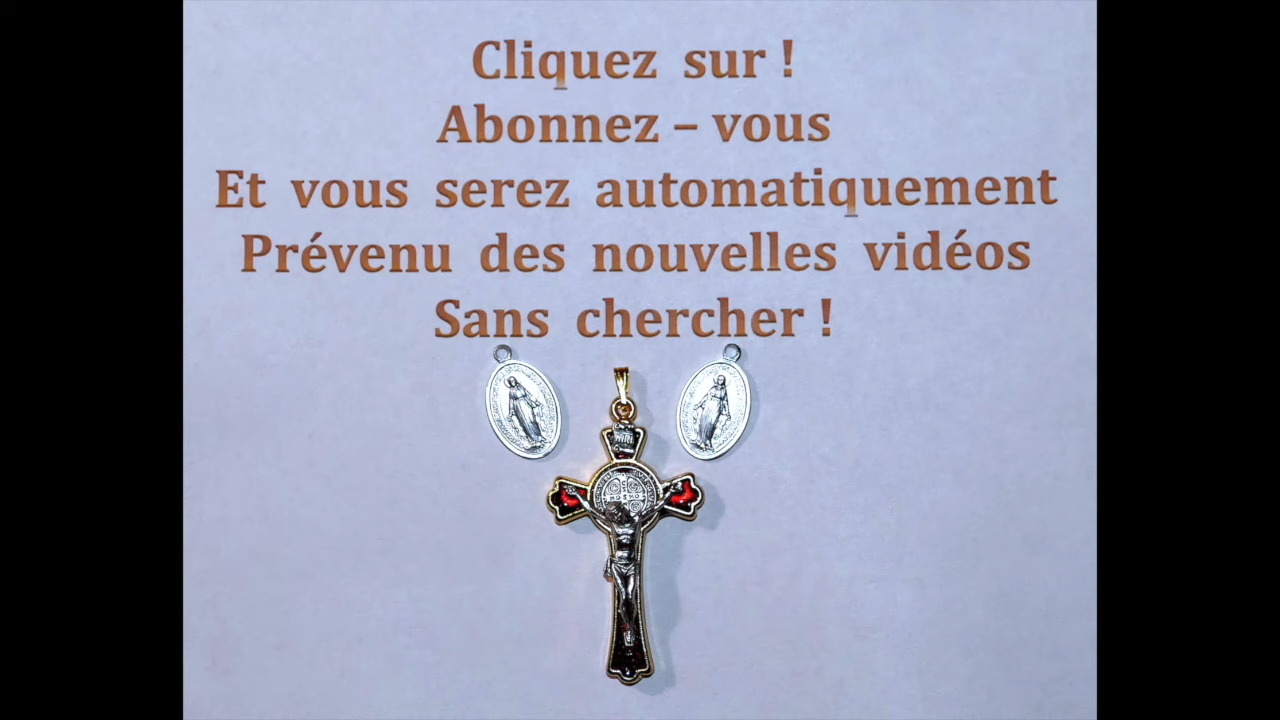 Cliquez sur !
Abonnez – vous
Et vous serez automatiquement
Prévenu des nouvelles vidéos
Sans chercher !